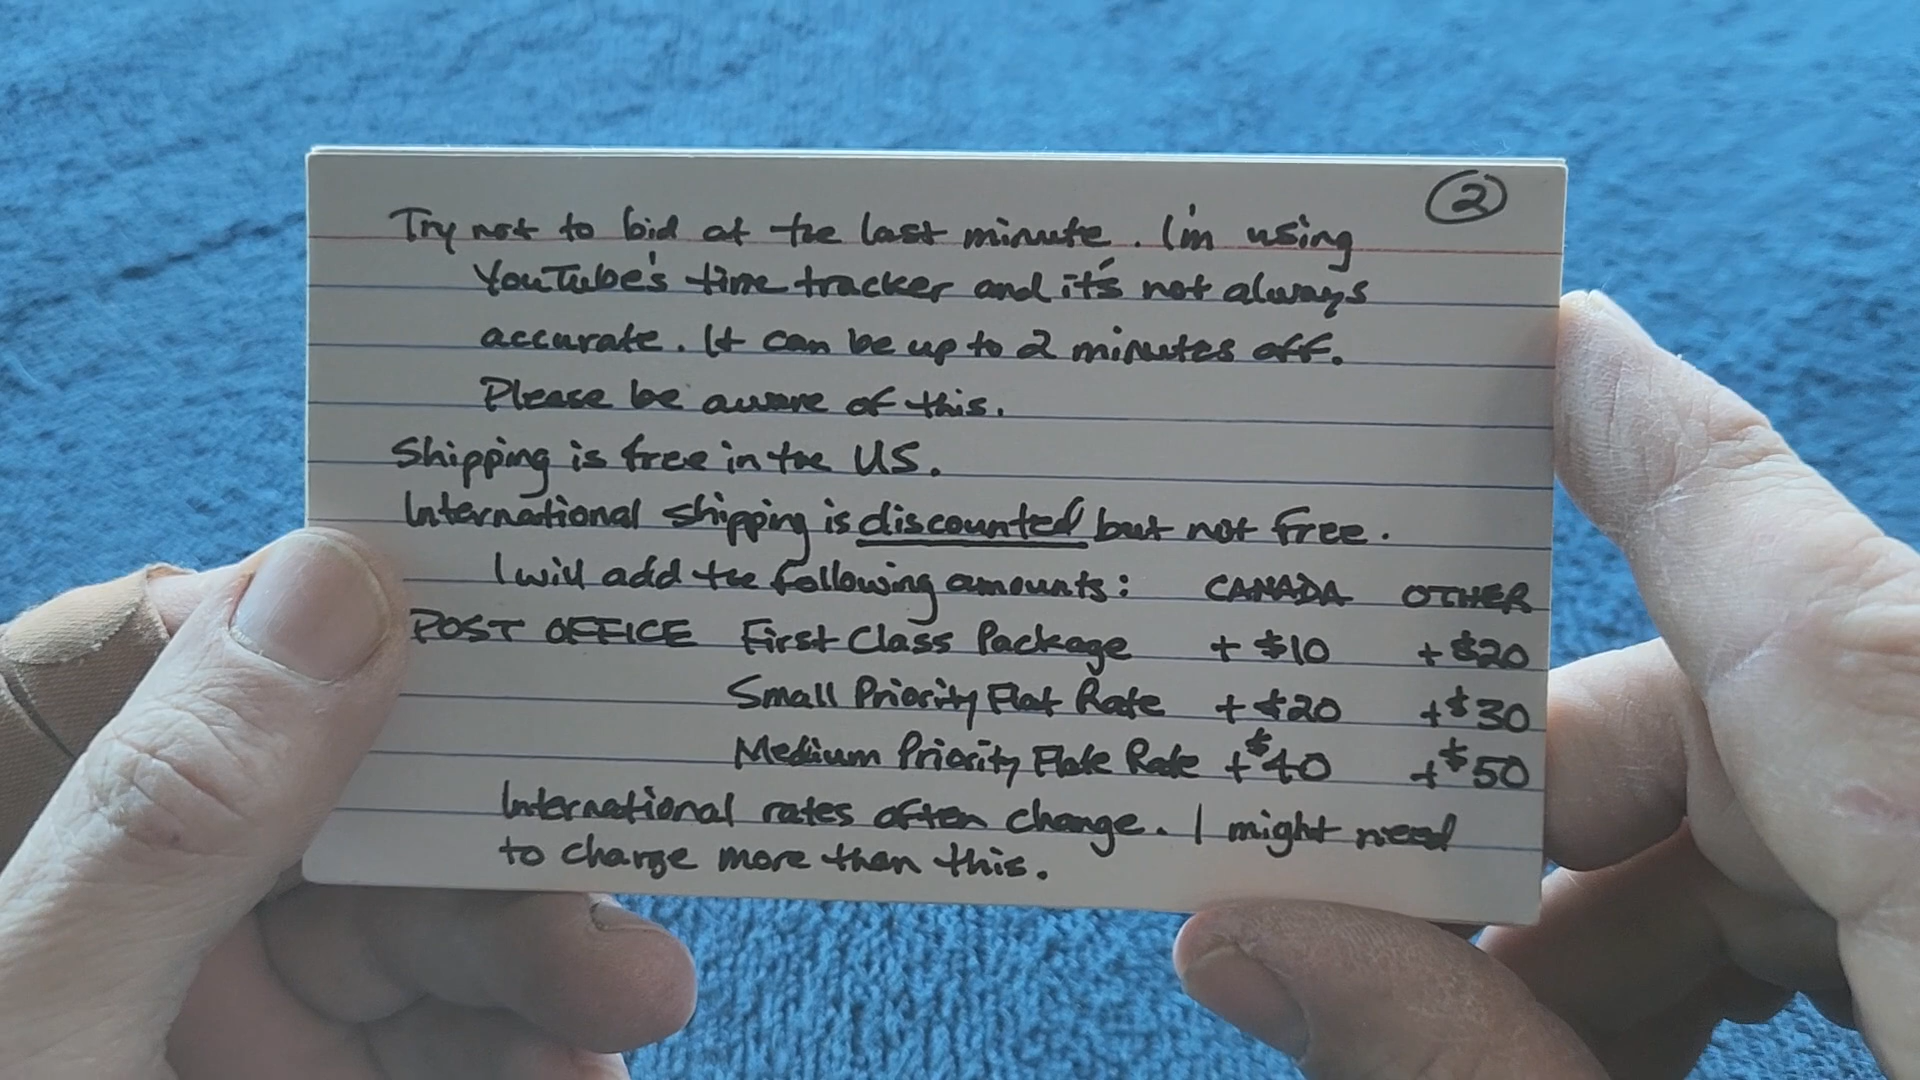 2
Try not to bid at the last minute. I'm using
YouTube's time tracker and it's not always
accurate. It can be up to 2 minutes off.
Please be aware of this.
Shipping is free in the US.
International shipping is discounted but not free.
I will add the following amounts: CANADA OTHER
POST OFFICE First Class Package +$10 +$20
Small Priority Flat Rate +$20 +$30
Medium Priority Flate Rate +$40 +$50
International rates often change. I might need
to charge more than this.